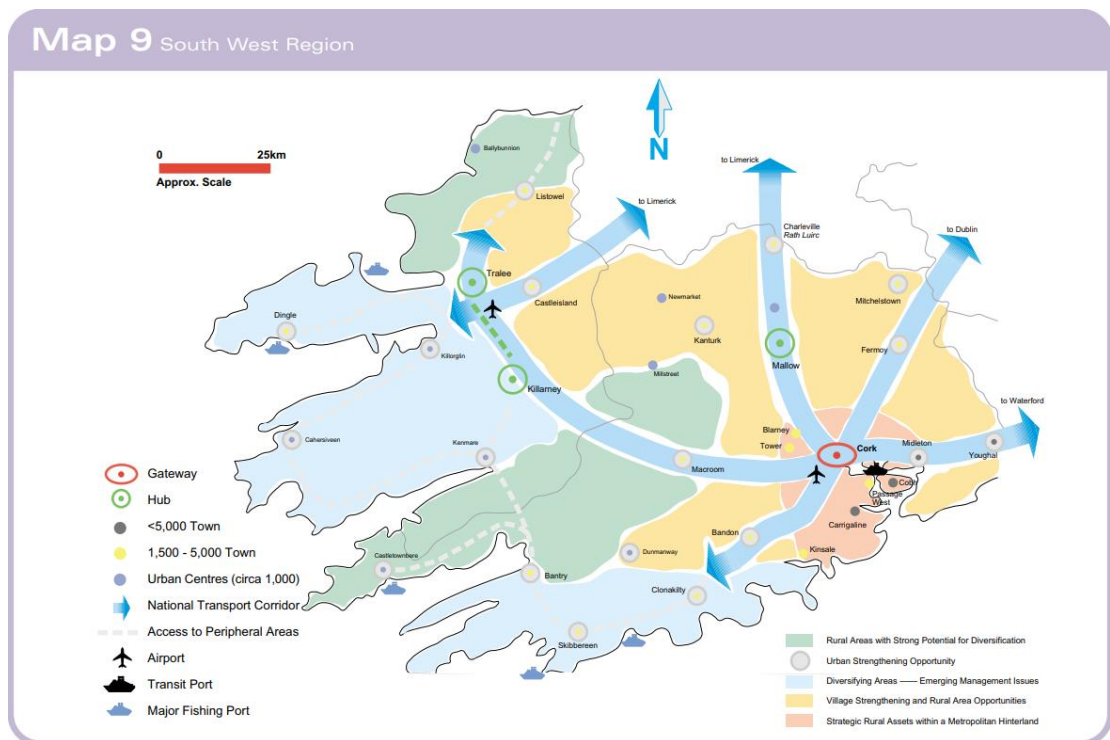 Map 9 South West Region
0 25km
Approx. Scale
N
to Limerick
to Limerick
to Dublin
to Waterford
Ballybunnion
Listowel
Charleville
Rath Luirc
Tralee
Castleisland
Newmarket
Mitchelstown
Dingle
Kanturk
Killorglin
Fermoy
Millstreet
Mallow
Killarney
Blarney
Tower
Cork
Midleton
Youghal
Cahersiveen
Kenmare
Macroom
Cobh
Passage
West
Carrigaline
Bandon
Kinsale
Dunmanway
Castletownbere
Bantry
Clonakilty
Skibbereen
Gateway
Hub
<5,000 Town
1,500 - 5,000 Town
Urban Centres (circa 1,000)
National Transport Corridor
Access to Peripheral Areas
Airport
Transit Port
Major Fishing Port
Rural Areas with Strong Potential for Diversification
Urban Strengthening Opportunity
Diversifying Areas —— Emerging Management Issues
Village Strengthening and Rural Area Opportunities
Strategic Rural Assets within a Metropolitan Hinterland